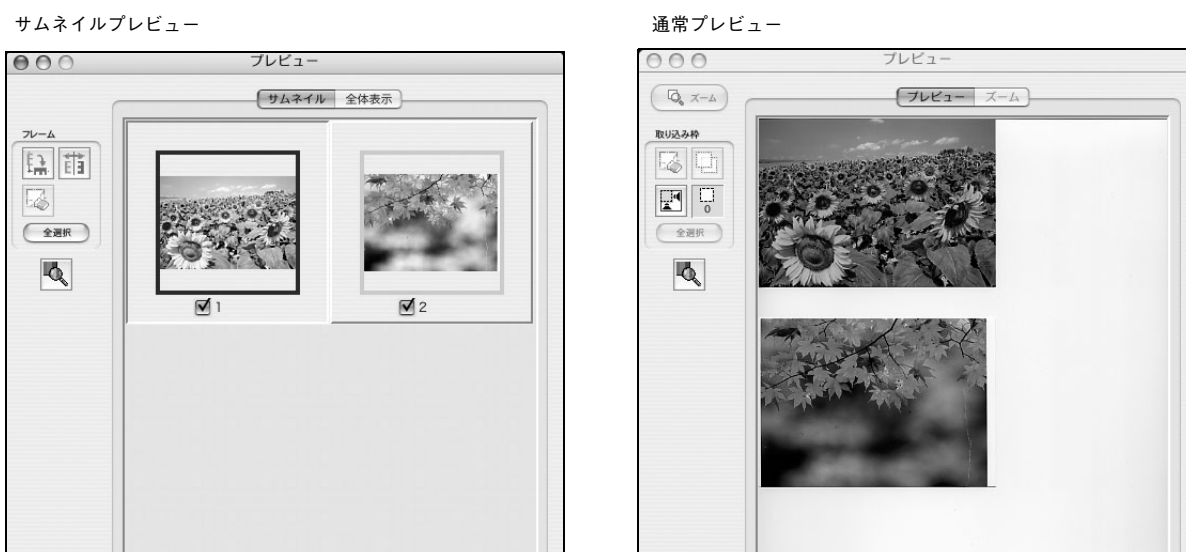 サムネイルプレビュー
プレビュー
サムネイル 全体表示
フレーム
全選択
1
2
通常プレビュー
プレビュー
ズーム
プレビュー ズーム
取り込み枠
0
全選択